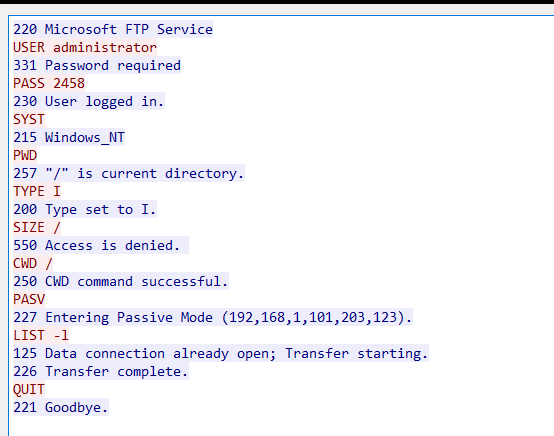 220 Microsoft FTP Service
USER administrator
331 Password required
PASS 2458
230 User logged in.
SYST
215 Windows_NT
PWD
257 "/" is current directory.
TYPE I
200 Type set to I.
SIZE /
550 Access is denied.
CWD /
250 CWD command successful.
PASV
227 Entering Passive Mode (192,168,1,101,203,123).
LIST -l
125 Data connection already open; Transfer starting.
226 Transfer complete.
QUIT
221 Goodbye.